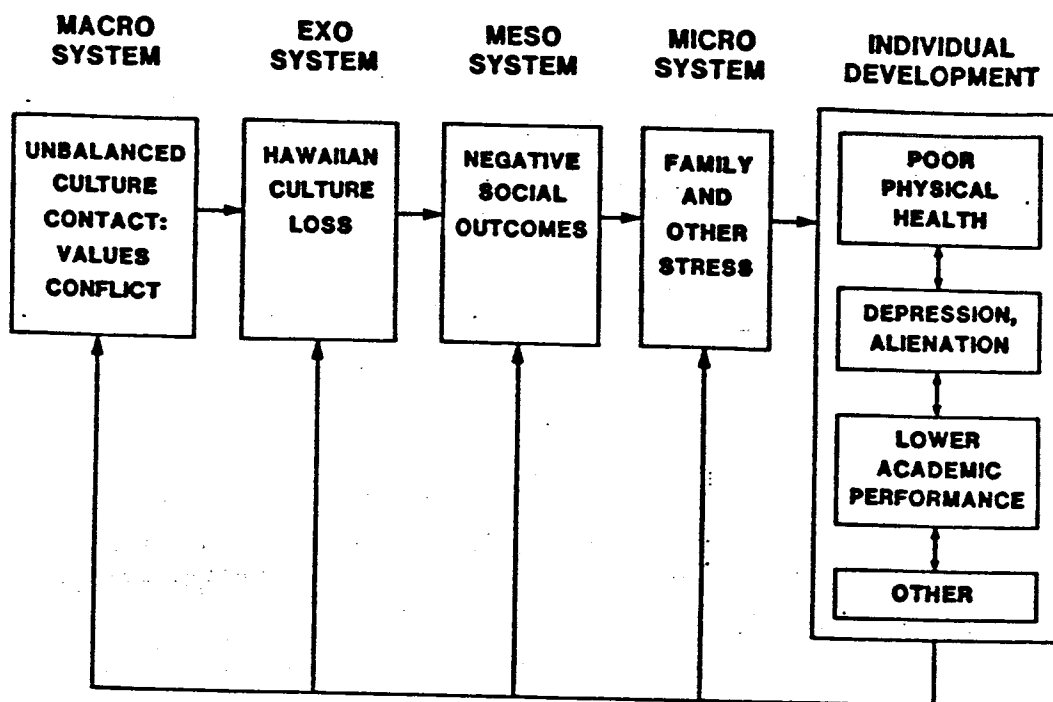 MACRO
SYSTEM
EXO
SYSTEM
MESO
SYSTEM
MICRO
SYSTEM
INDIVIDUAL
DEVELOPMENT
UNBALANCED
CULTURE
CONTACT:
VALUES
CONFLICT
HAWAIIAN
CULTURE
LOSS
NEGATIVE
SOCIAL
OUTCOMES
FAMILY
AND
OTHER
STRESS
POOR
PHYSICAL
HEALTH
DEPRESSION,
ALIENATION
LOWER
ACADEMIC
PERFORMANCE
OTHER